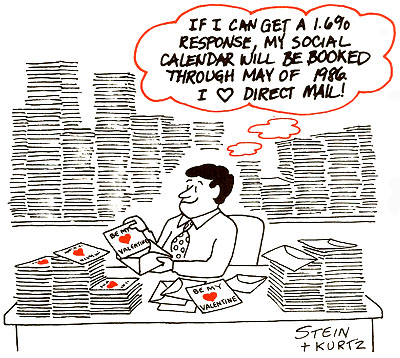 IF I CAN GET A 1.6%
RESPONSE, MY SOCIAL
CALENDAR WILL BE BOOKED
THROUGH MAY OF 1986.
I ♡ DIRECT MAIL!
BE MY
VALENTINE
BE MY
VALENTINE
STEIN
+ KURTZ